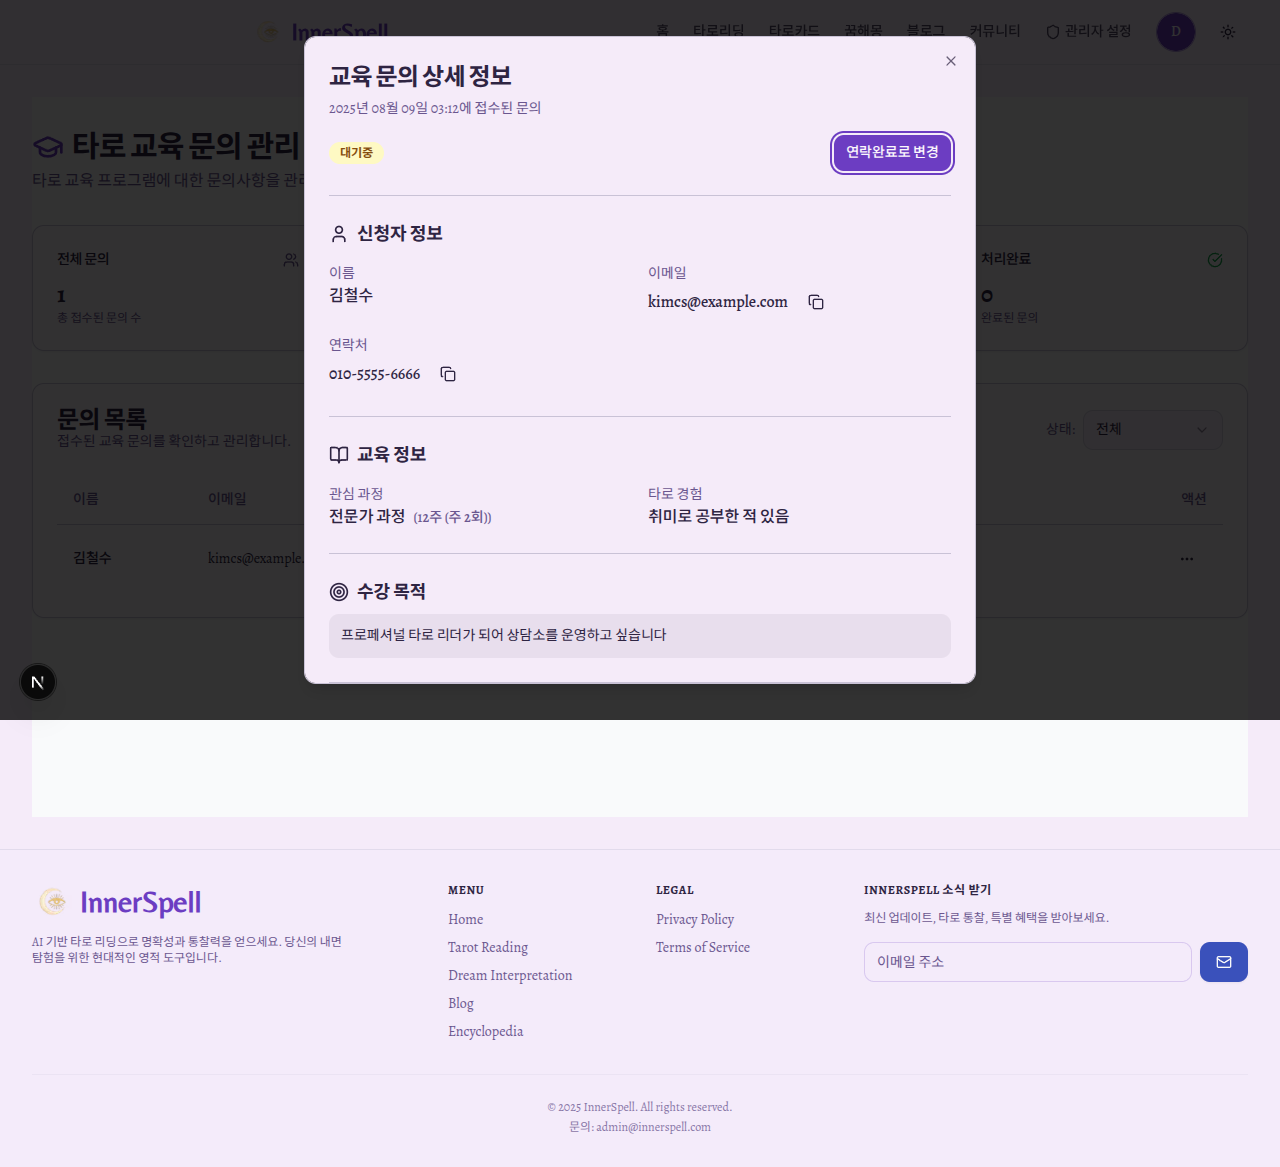 InnerSpell
홈
타로리딩
타로카드
꿈해몽
블로그
커뮤니티
관리자 설정
D
타로 교육 문의 관리
타로 교육 프로그램에 대한 문의사항을 관리
전체 문의
1
총 접수된 문의 수
처리완료
0
완료된 문의
문의 목록
접수된 교육 문의를 확인하고 관리합니다.
상태:
전체
이름
이메일
액션
김철수
kimcs@example.
교육 문의 상세 정보
2025년 08월 09일 03:12에 접수된 문의
대기중
연락완료로 변경
신청자 정보
이름
김철수
이메일
kimcs@example.com
연락처
010-5555-6666
교육 정보
관심 과정
전문가 과정 (12주 (주 2회))
타로 경험
취미로 공부한 적 있음
수강 목적
프로페셔널 타로 리더가 되어 상담소를 운영하고 싶습니다
N
InnerSpell
AI 기반 타로 리딩으로 명확성과 통찰력을 얻으세요. 당신의 내면
탐험을 위한 현대적인 영적 도구입니다.
MENU
Home
Tarot Reading
Dream Interpretation
Blog
Encyclopedia
LEGAL
Privacy Policy
Terms of Service
INNERSPELL 소식 받기
최신 업데이트, 타로 통찰, 특별 혜택을 받아보세요.
이메일 주소
© 2025 InnerSpell. All rights reserved.
문의: admin@innerspell.com